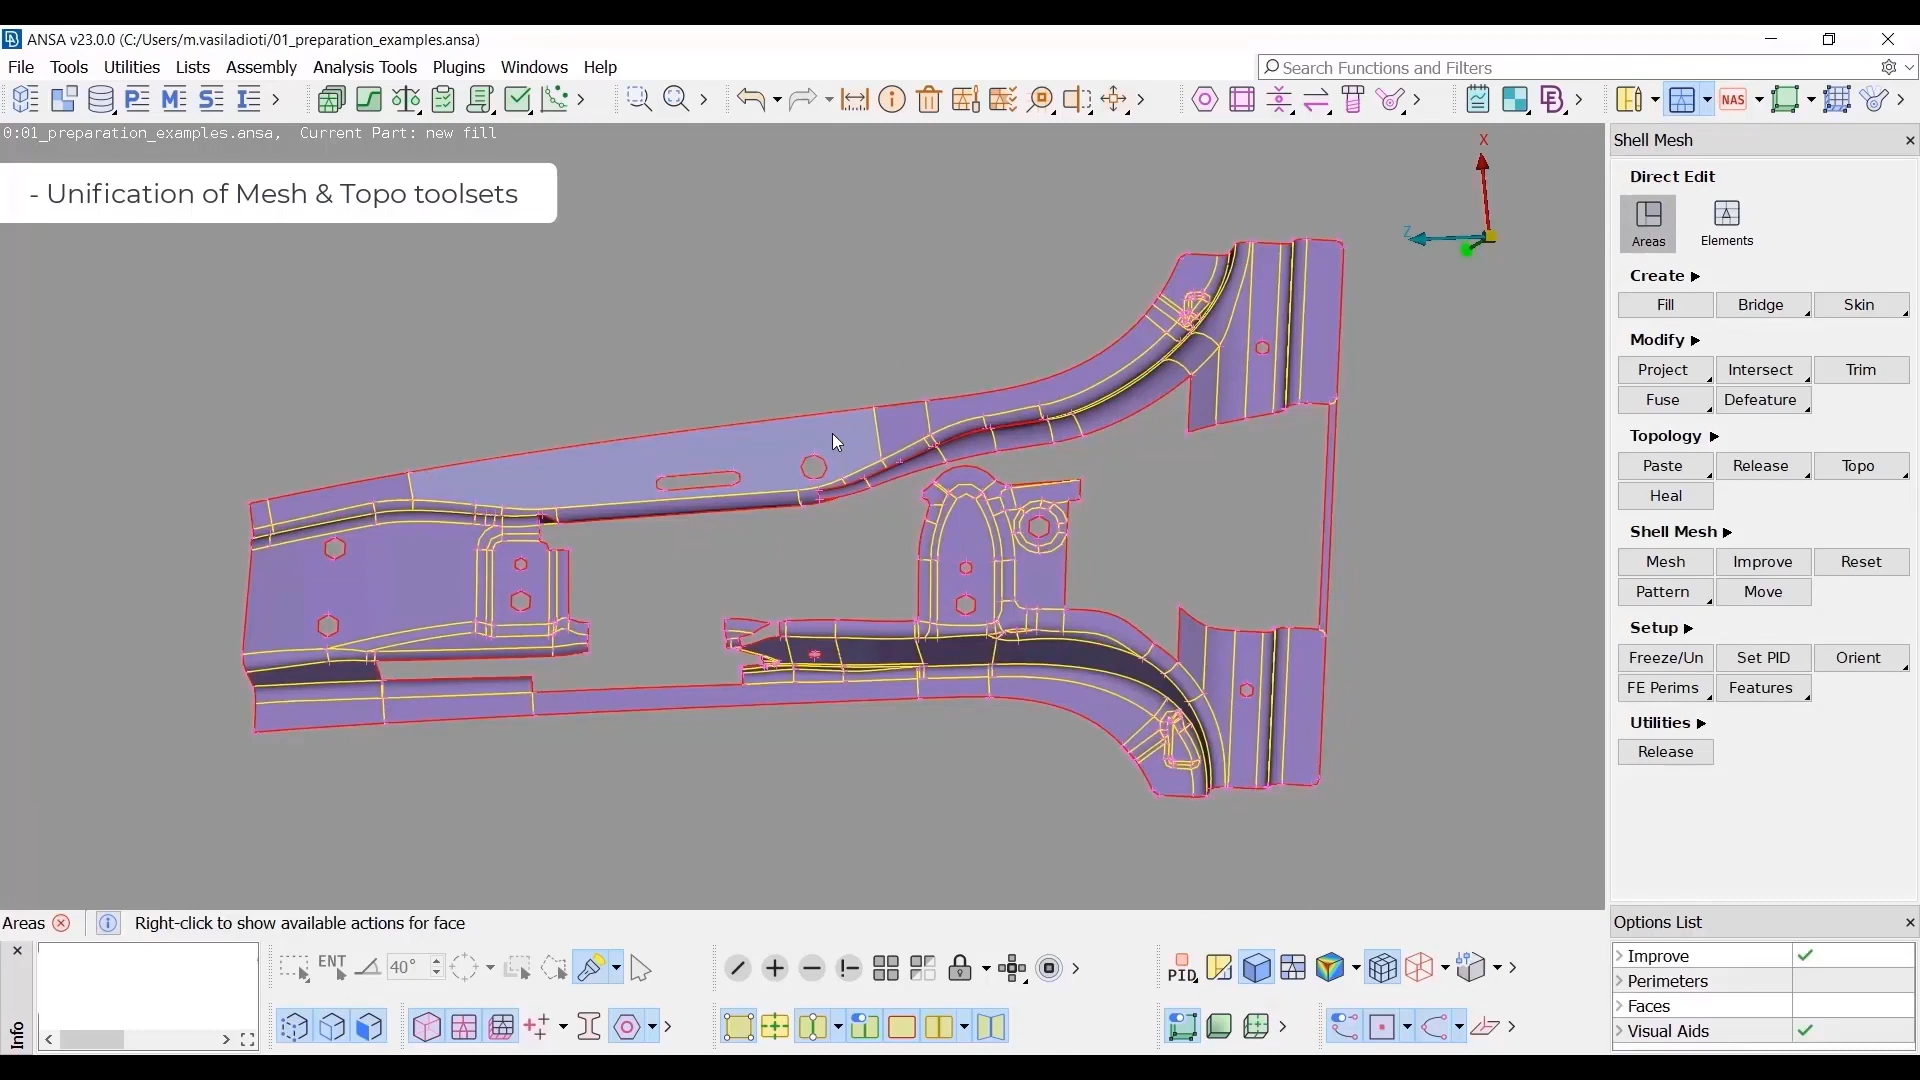 ANSA v23.0.0 (C:/Users/m.vasiladioti/01_preparation_examples.ansa)
File Tools Utilities Lists Assembly Analysis Tools Plugins Windows Help
Search Functions and Filters
NAS
0:01_preparation_examples.ansa, Current Part: new fill
- Unification of Mesh & Topo toolsets
X
Z
Shell Mesh
Direct Edit
Areas Elements
Create
Fill Bridge Skin
Modify
Project Intersect Trim
Fuse Defeature
Topology
Paste Release Topo
Heal
Shell Mesh
Mesh Improve Reset
Pattern Move
Setup
Freeze/Un Set PID Orient
FE Perims Features
Utilities
Release
Areas Right-click to show available actions for face
ENT 40° PID
Info
Options List
Improve
Perimeters
Faces
Visual Aids